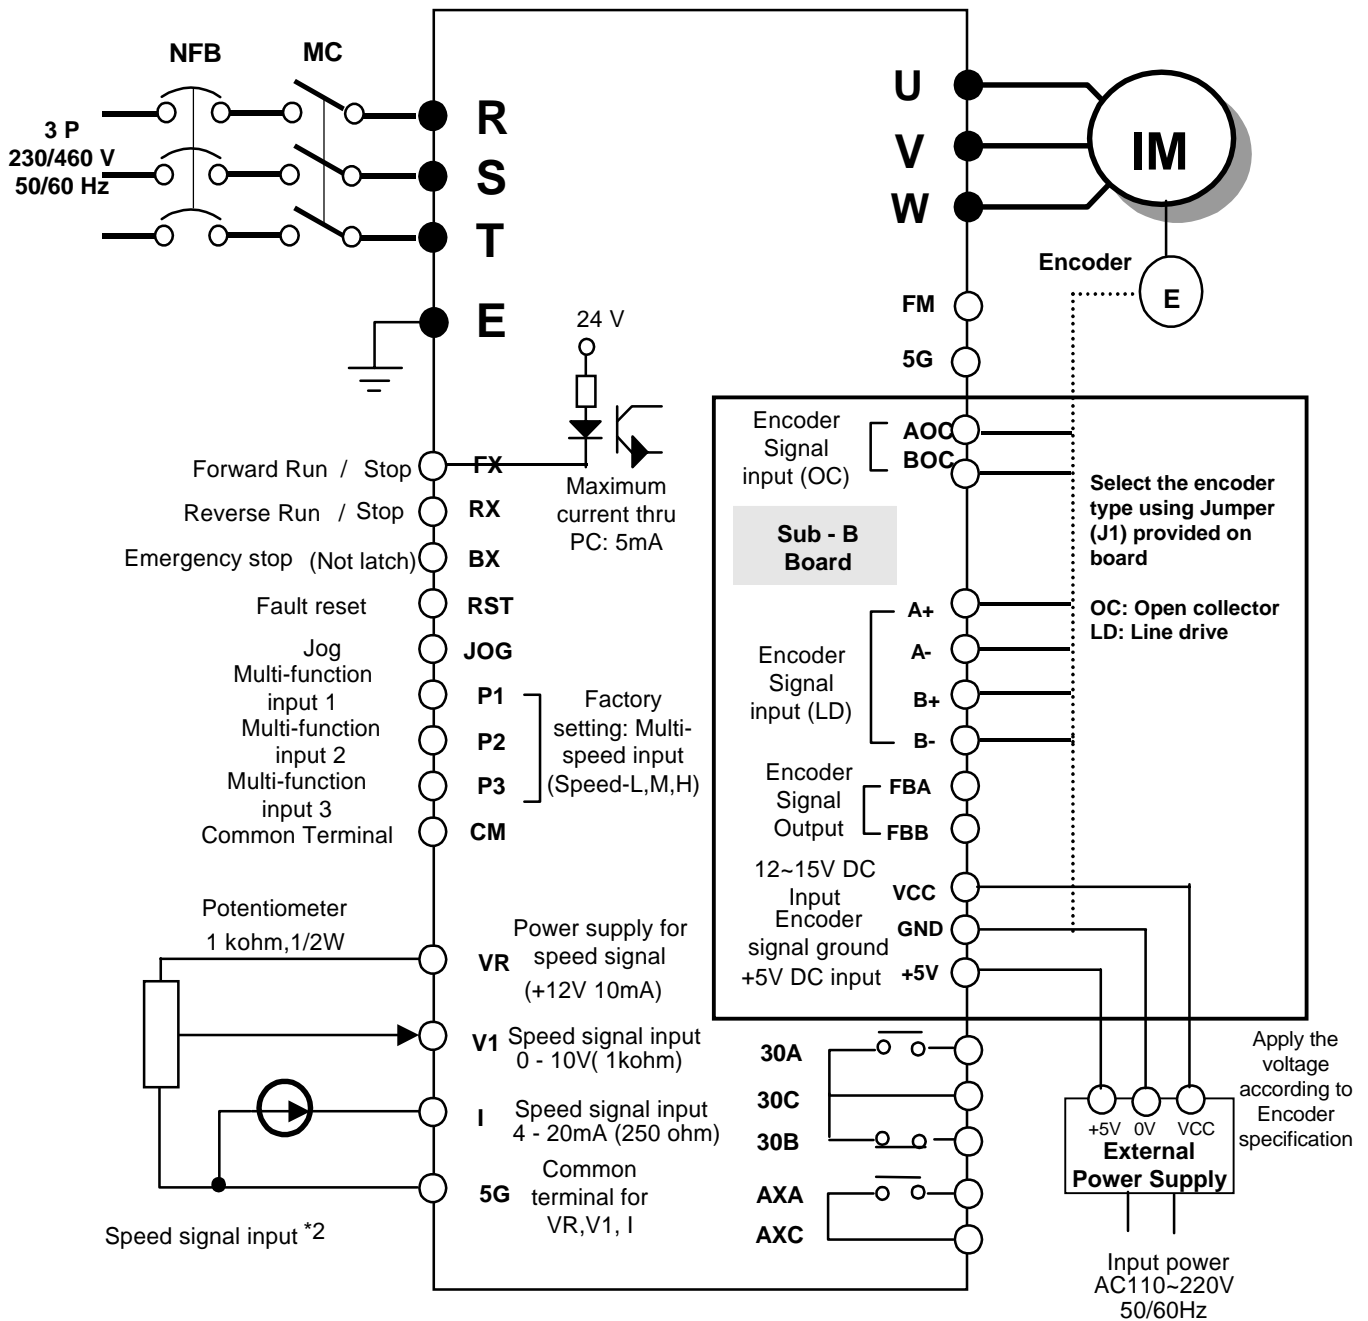 NFB
MC
3 P
230/460 V
50/60 Hz
R
S
T
E
U
V
W
IM
Encoder
E
FM
5G
24 V
Maximum
current thru
PC: 5mA
Forward Run / Stop
FX
Reverse Run / Stop
RX
Emergency stop (Not latch)
BX
Fault reset
RST
Jog
JOG
Multi-function
input 1
P1
Multi-function
input 2
P2
Multi-function
input 3
P3
Common Terminal
CM
Factory
setting: Multi-
speed input
(Speed-L,M,H)
Potentiometer
1 kohm,1/2W
VR
Power supply for
speed signal
(+12V 10mA)
V1
Speed signal input
0 - 10V( 1kohm)
I
Speed signal input
4 - 20mA (250 ohm)
5G
Common
terminal for
VR,V1, I
Speed signal input *2
Encoder
Signal
input (OC)
AOC
BOC
Sub - B
Board
Select the encoder
type using Jumper
(J1) provided on
board
OC: Open collector
LD: Line drive
Encoder
Signal
input (LD)
A+
A-
B+
B-
Encoder
Signal
Output
FBA
FBB
12~15V DC
Input
VCC
Encoder
signal ground
GND
+5V DC input
+5V
30A
30C
30B
AXA
AXC
Apply the
voltage
according to
Encoder
specification
+5V 0V VCC
External
Power Supply
Input power
AC110~220V
50/60Hz